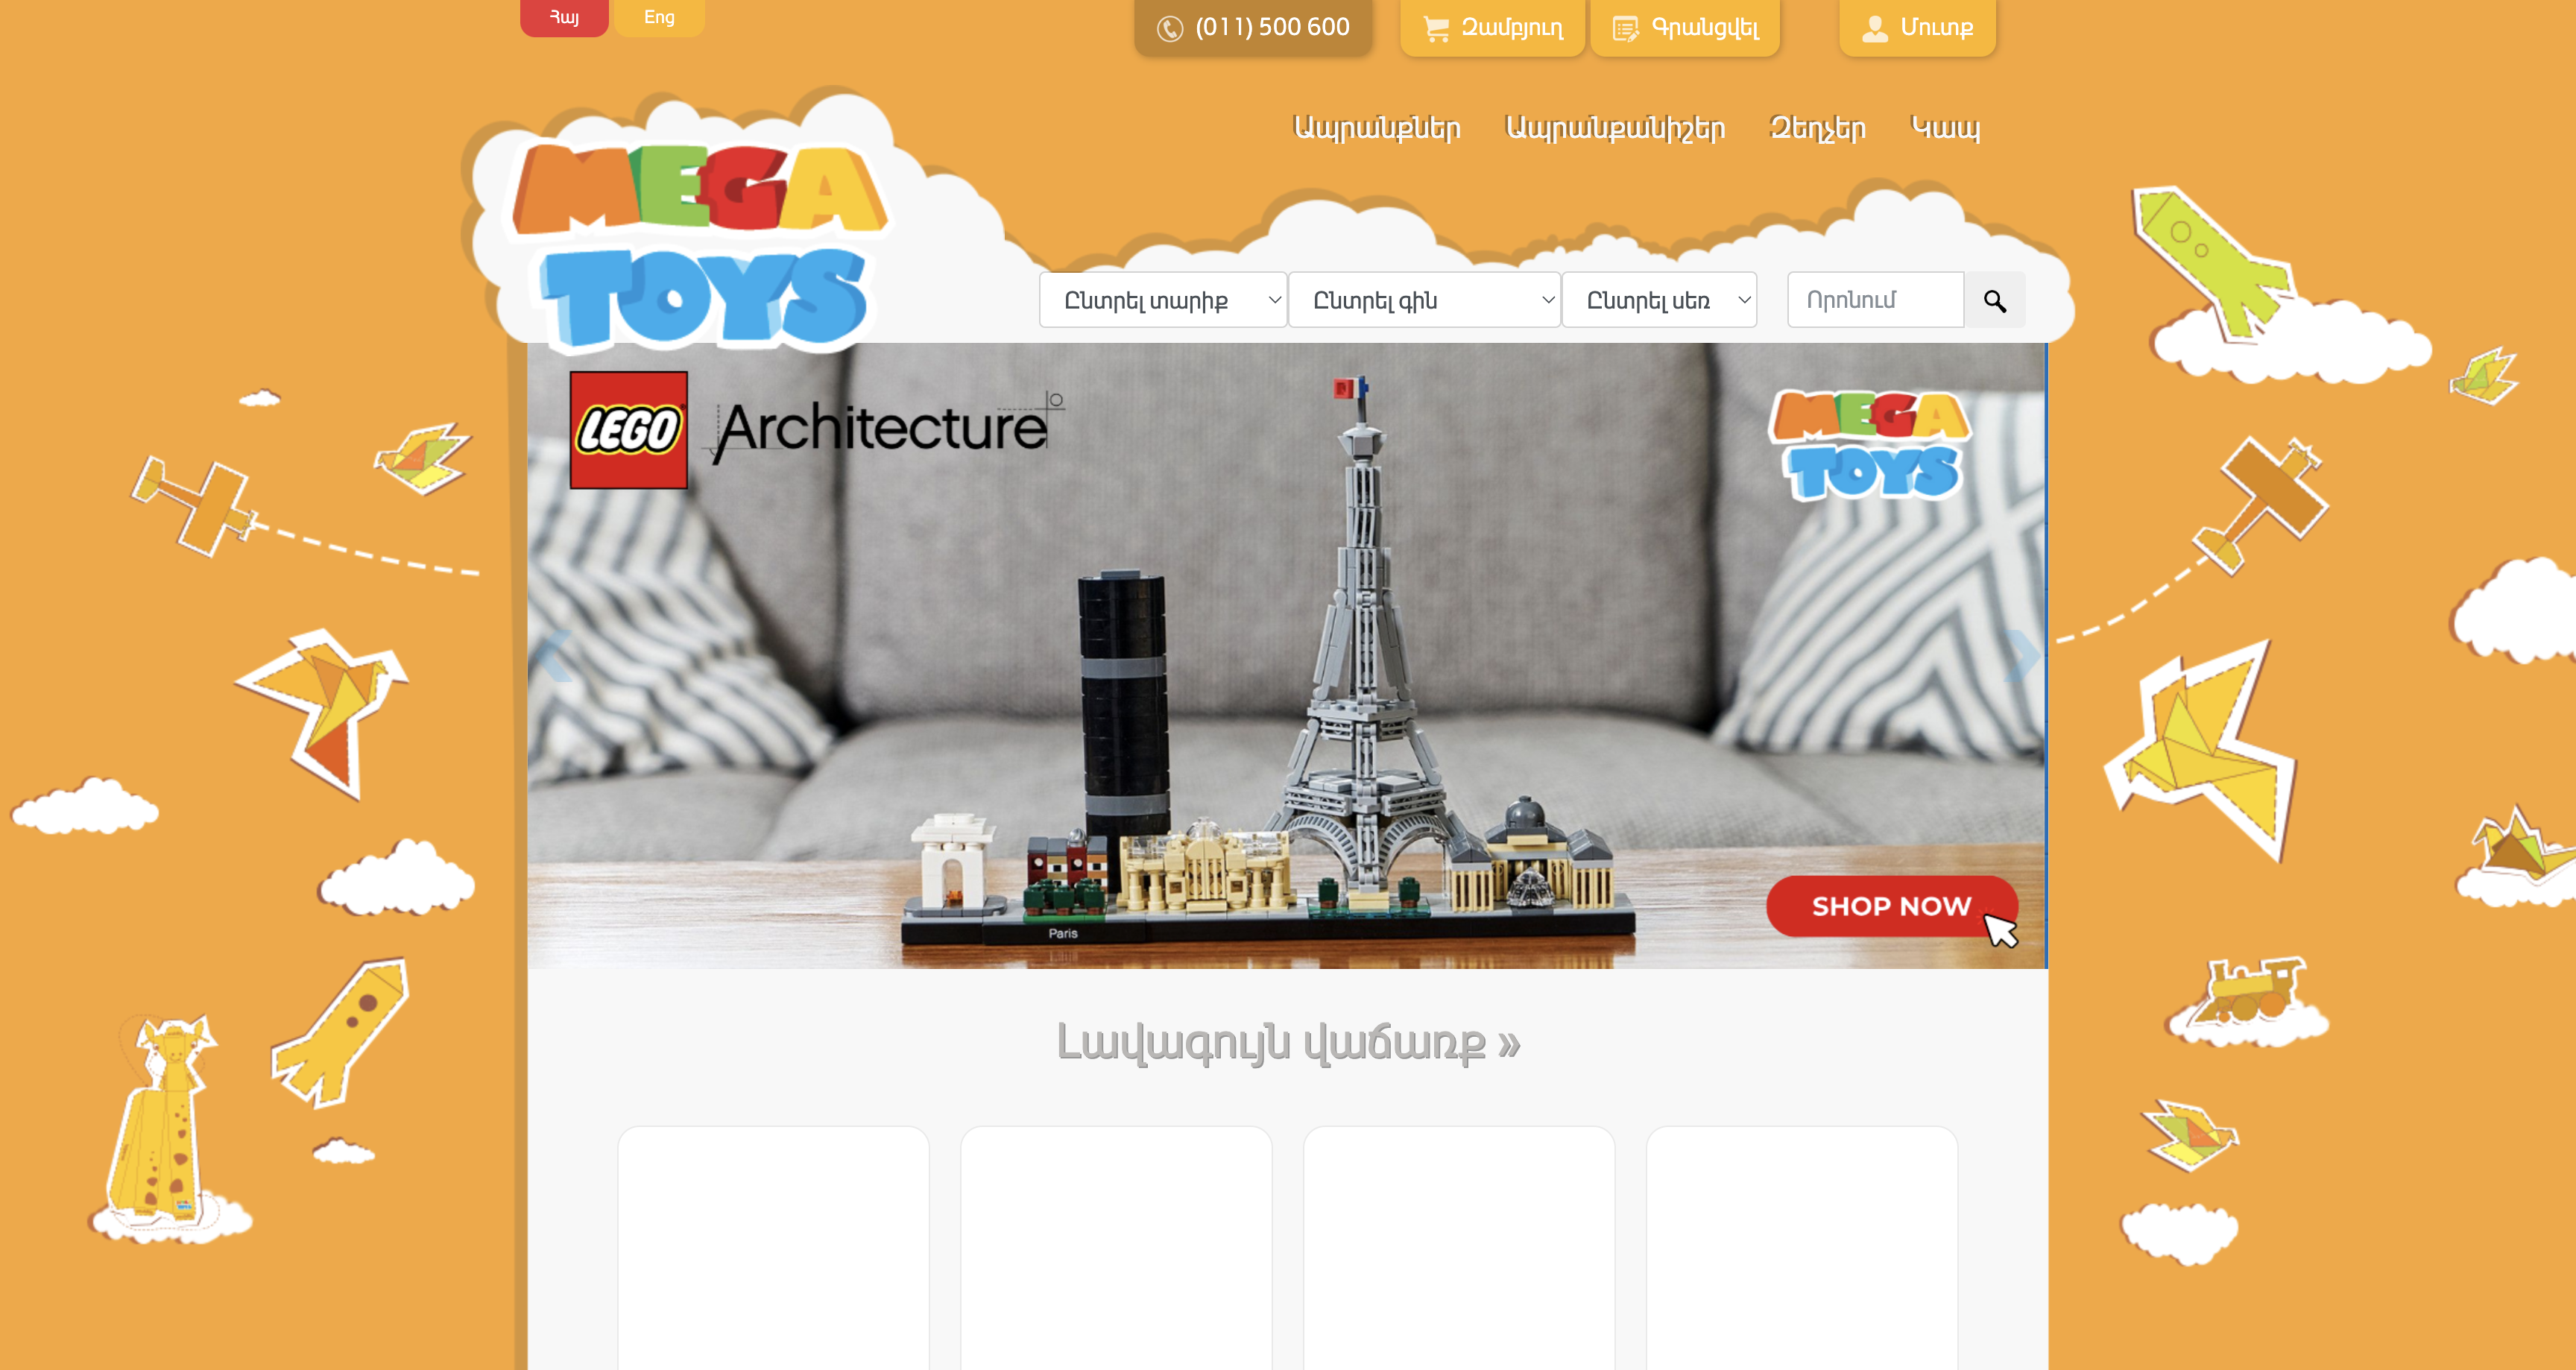 Հայ
Eng
(011) 500 600
Զամբյուղ
Գրանցվել
Մուտք
Ապրանքներ
Ապրանքանիշեր
Զեղչեր
Կապ
MEGA
TOYS
Ընտրել տարիք
Ընտրել գին
Ընտրել սեռ
Որոնում
LEGO
Architecture
MEGA
TOYS
Paris
SHOP NOW
Լավագույն վաճառք »